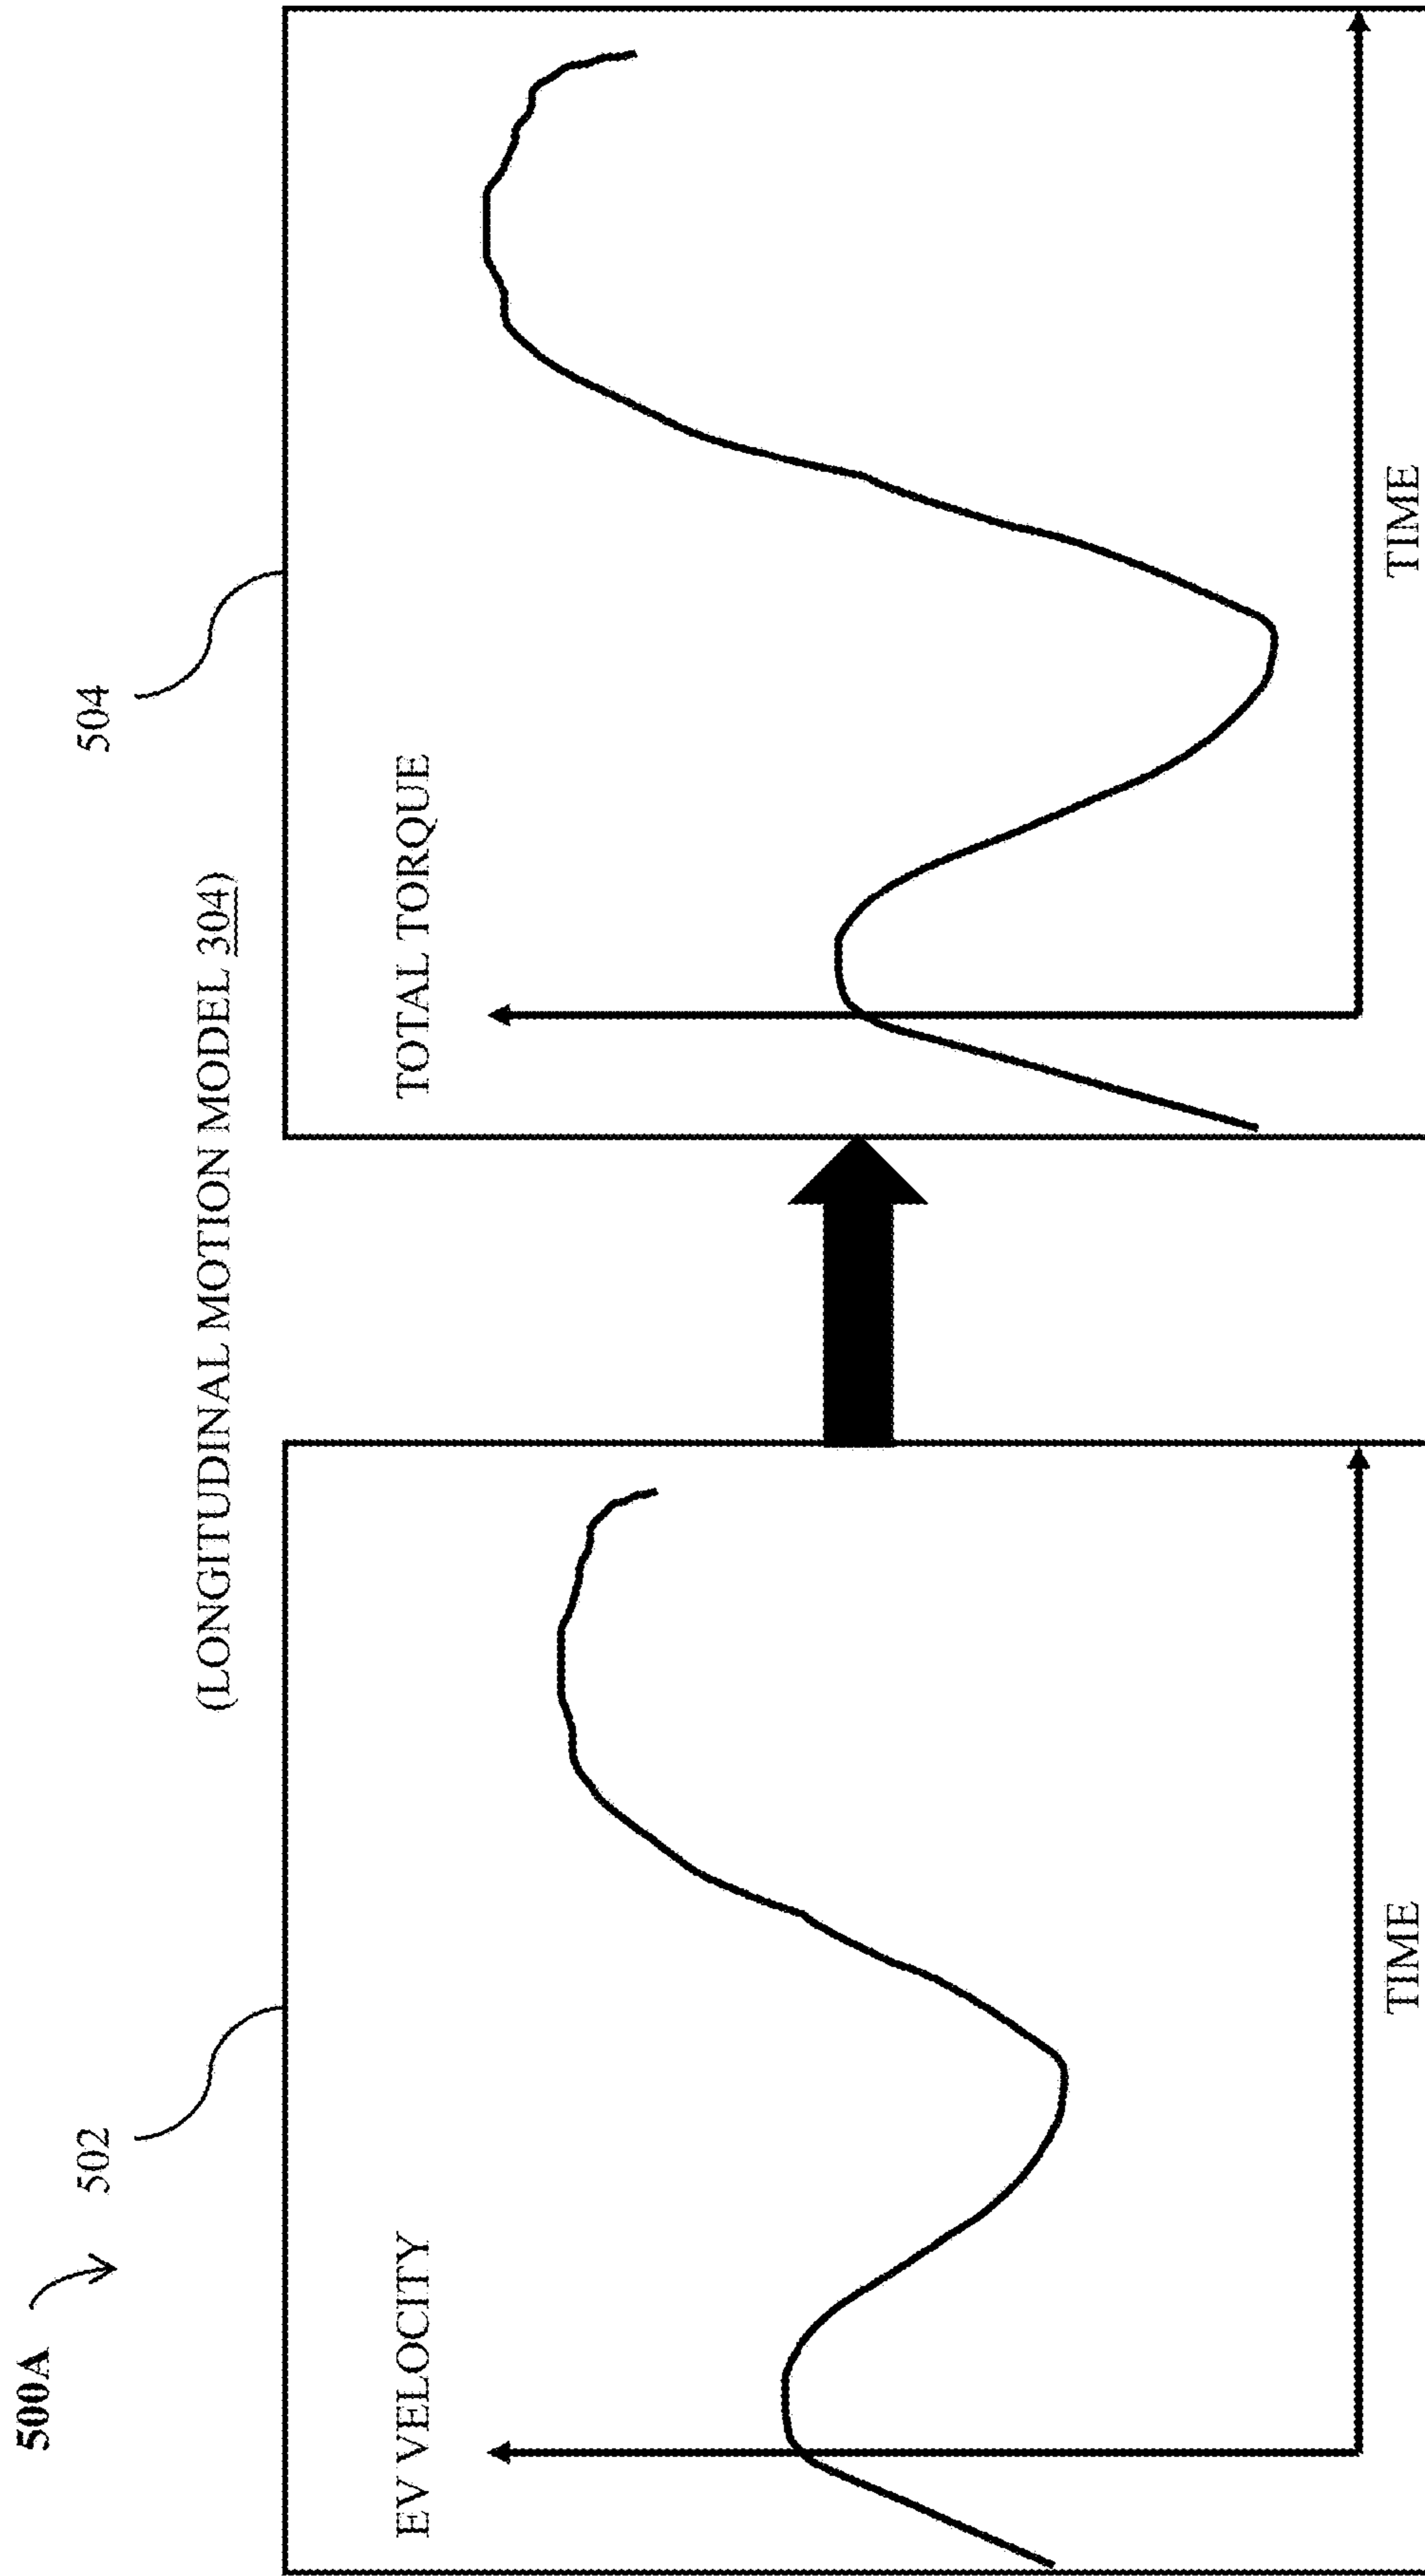 500A
502
504
(LONGITUDINAL MOTION MODEL 304)
EV VELOCITY
TOTAL TORQUE
TIME
TIME